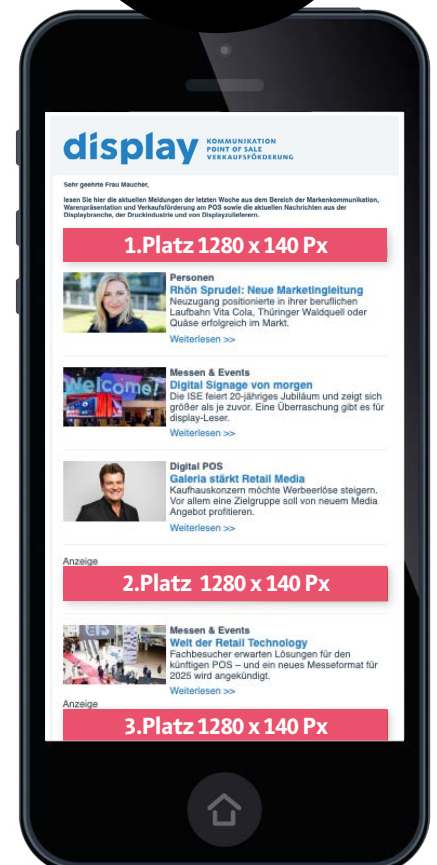 display
KOMMUNIKATION
POINT OF SALE
VERKAUFSFÖRDERUNG
Sehr geehrte Frau Maucher,
lesen Sie hier die aktuellen Meldungen der letzten Woche aus dem Bereich der Markenkommunikation,
Warenpräsentation und Verkaufsförderung am POS sowie die aktuellen Nachrichten aus der
Displaybranche, der Druckindustrie und von Displayzulieferern.
1.Platz 1280 x 140 Px
Personen
Rhön Sprudel: Neue Marketingleitung
Neuzugang positionierte in ihrer beruflichen
Laufbahn Vita Cola, Thüringer Waldquell oder
Quäse erfolgreich im Markt.
Weiterlesen >>
Welcome!
Messen & Events
Digital Signage von morgen
Die ISE feiert 20-jähriges Jubiläum und zeigt sich
größer als je zuvor. Eine Überraschung gibt es für
display-Leser.
Weiterlesen >>
Digital POS
Galeria stärkt Retail Media
Kaufhauskonzern möchte Werbeerlöse steigern.
Vor allem eine Zielgruppe soll von neuem Media
Angebot profitieren.
Weiterlesen >>
Anzeige
2.Platz 1280 x 140 Px
Messen & Events
Welt der Retail Technology
Fachbesucher erwarten Lösungen für den
künftigen POS – und ein neues Messeformat für
2025 wird angekündigt.
Weiterlesen >>
Anzeige
3.Platz 1280 x 140 Px